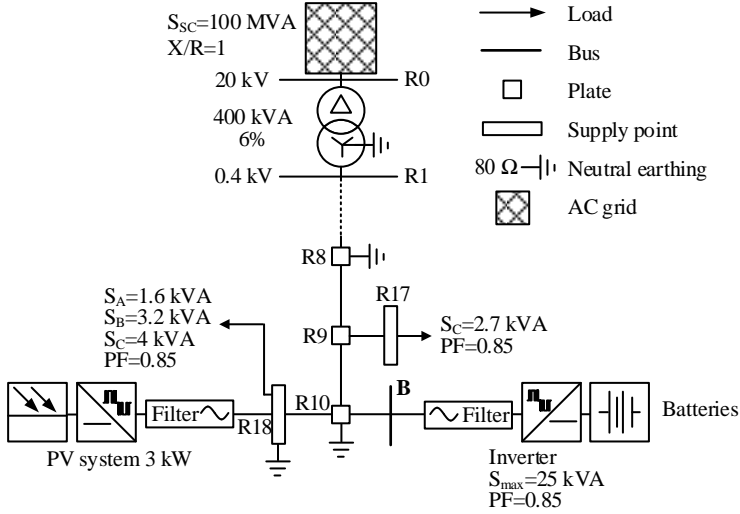 S_SC=100 MVA
X/R=1
20 kV
R0
400 kVA
6%
0.4 kV
R1
Load
Bus
Plate
Supply point
80 Ω
Neutral earthing
AC grid
R8
R17
S_A=1.6 kVA
S_B=3.2 kVA
S_C=4 kVA
PF=0.85
R9
S_C=2.7 kVA
PF=0.85
R10
B
Filter
R18
Filter
Batteries
PV system 3 kW
Inverter
S_max=25 kVA
PF=0.85